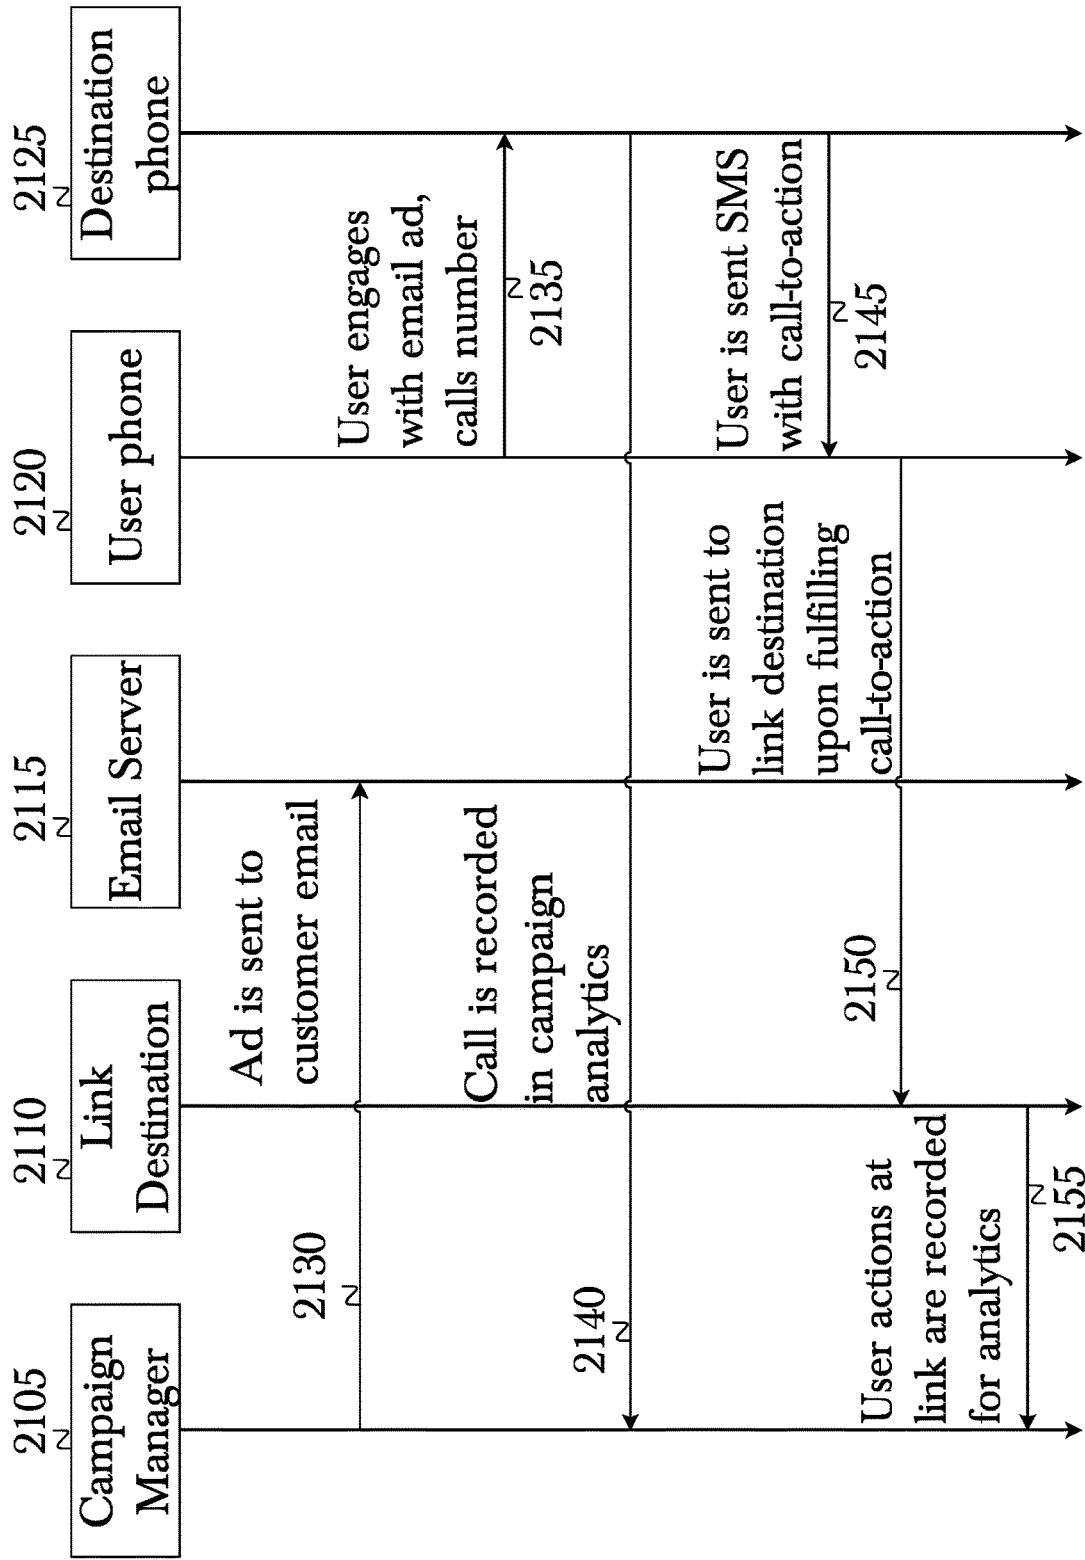 2105
Campaign
Manager
2110
Link
Destination
2115
Email Server
2120
User phone
2125
Destination
phone
Ad is sent to
customer email
2130
User engages
with email ad,
calls number
2135
Call is recorded
in campaign
analytics
2140
User is sent SMS
with call-to-action
2145
User is sent to
link destination
upon fulfilling
call-to-action
2150
User actions at
link are recorded
for analytics
2155